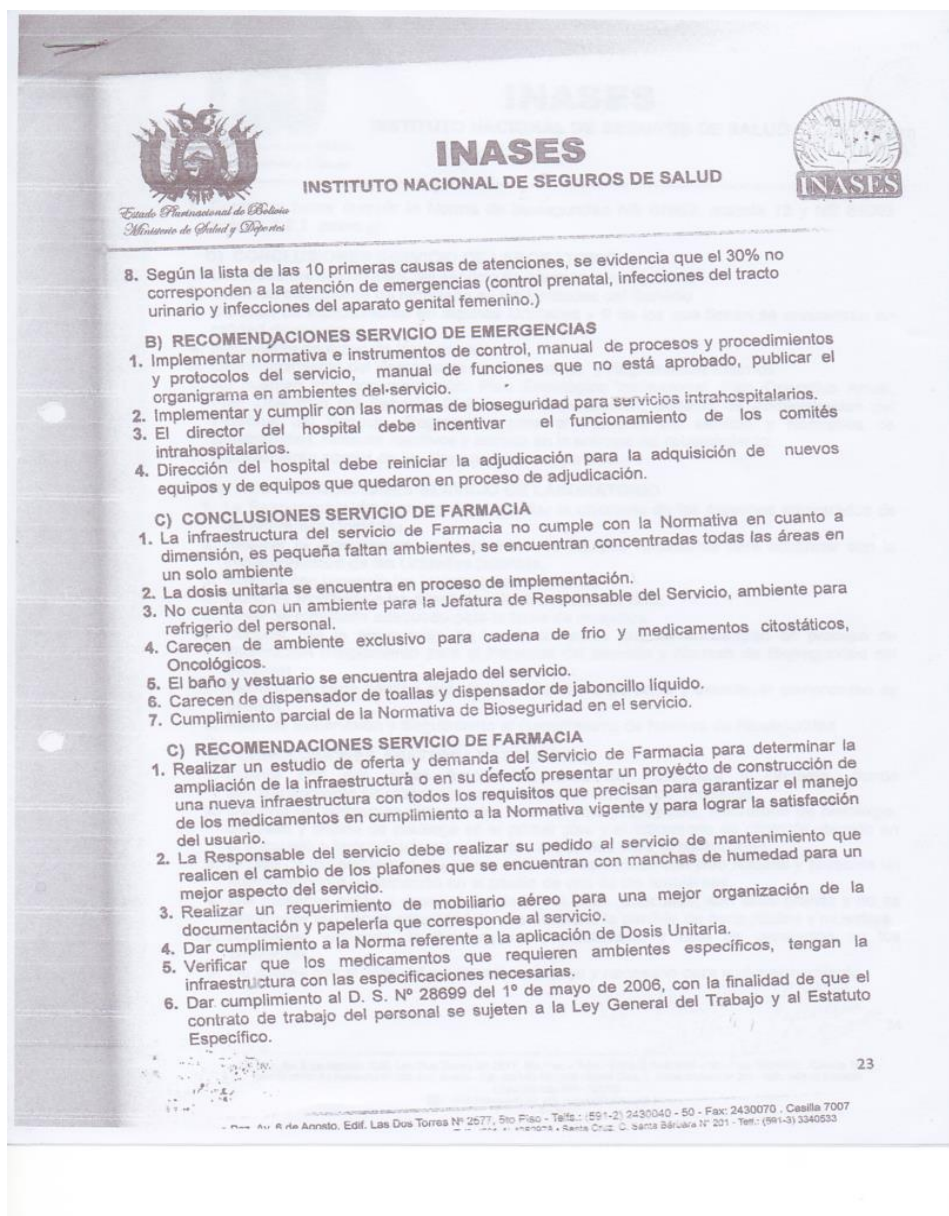 INASES
INSTITUTO NACIONAL DE SEGUROS DE SALUD
Estado Plurinacional de Bolivia
Ministerio de Salud y Deportes
INASES
8. Según la lista de las 10 primeras causas de atenciones, se evidencia que el 30% no
corresponden a la atención de emergencias (control prenatal, infecciones del tracto
urinario y infecciones del aparato genital femenino.)
B) RECOMENDACIONES SERVICIO DE EMERGENCIAS
1. Implementar normativa e instrumentos de control, manual de procesos y procedimientos
y protocolos del servicio, manual de funciones que no está aprobado, publicar el
organigrama en ambientes del servicio.
2. Implementar y cumplir con las normas de bioseguridad para servicios intrahospitalarios.
3. El director del hospital debe incentivar el funcionamiento de los comités
intrahospitalarios.
4. Dirección del hospital debe reiniciar la adjudicación para la adquisición de nuevos
equipos y de equipos que quedaron en proceso de adjudicación.
C) CONCLUSIONES SERVICIO DE FARMACIA
1. La infraestructura del servicio de Farmacia no cumple con la Normativa en cuanto a
dimensión, es pequeña faltan ambientes, se encuentran concentradas todas las áreas en
un solo ambiente
2. La dosis unitaria se encuentra en proceso de implementación.
3. No cuenta con un ambiente para la Jefatura de Responsable del Servicio, ambiente para
refrigerio del personal.
4. Carecen de ambiente exclusivo para cadena de frio y medicamentos citostáticos,
Oncológicos.
5. El baño y vestuario se encuentra alejado del servicio.
6. Carecen de dispensador de toallas y dispensador de jaboncillo líquido.
7. Cumplimiento parcial de la Normativa de Bioseguridad en el servicio.
C) RECOMENDACIONES SERVICIO DE FARMACIA
1. Realizar un estudio de oferta y demanda del Servicio de Farmacia para determinar la
ampliación de la infraestructura o en su defecto presentar un proyecto de construcción de
una nueva infraestructura con todos los requisitos que precisan para garantizar el manejo
de los medicamentos en cumplimiento a la Normativa vigente y para lograr la satisfacción
del usuario.
2. La Responsable del servicio debe realizar su pedido al servicio de mantenimiento que
realicen el cambio de los plafones que se encuentran con manchas de humedad para un
mejor aspecto del servicio.
3. Realizar un requerimiento de mobiliario aéreo para una mejor organización de la
documentación y papelería que corresponde al servicio.
4. Dar cumplimiento a la Norma referente a la aplicación de Dosis Unitaria.
5. Verificar que los medicamentos que requieren ambientes específicos, tengan la
infraestructura con las especificaciones necesarias.
6. Dar cumplimiento al D. S. Nº 28699 del 1º de mayo de 2006, con la finalidad de que el
contrato de trabajo del personal se sujeten a la Ley General del Trabajo y al Estatuto
Específico.
23
Av. 6 de Agosto, Edif. Las Dos Torres Nº 2577, 5to Piso - Telfs.: (591-2) 2430040 - 50 - Fax: 2430070 . Casilla 7007
Santa Cruz: C. Santa Bárbara Nº 201 - Telf.: (591-3) 3340533